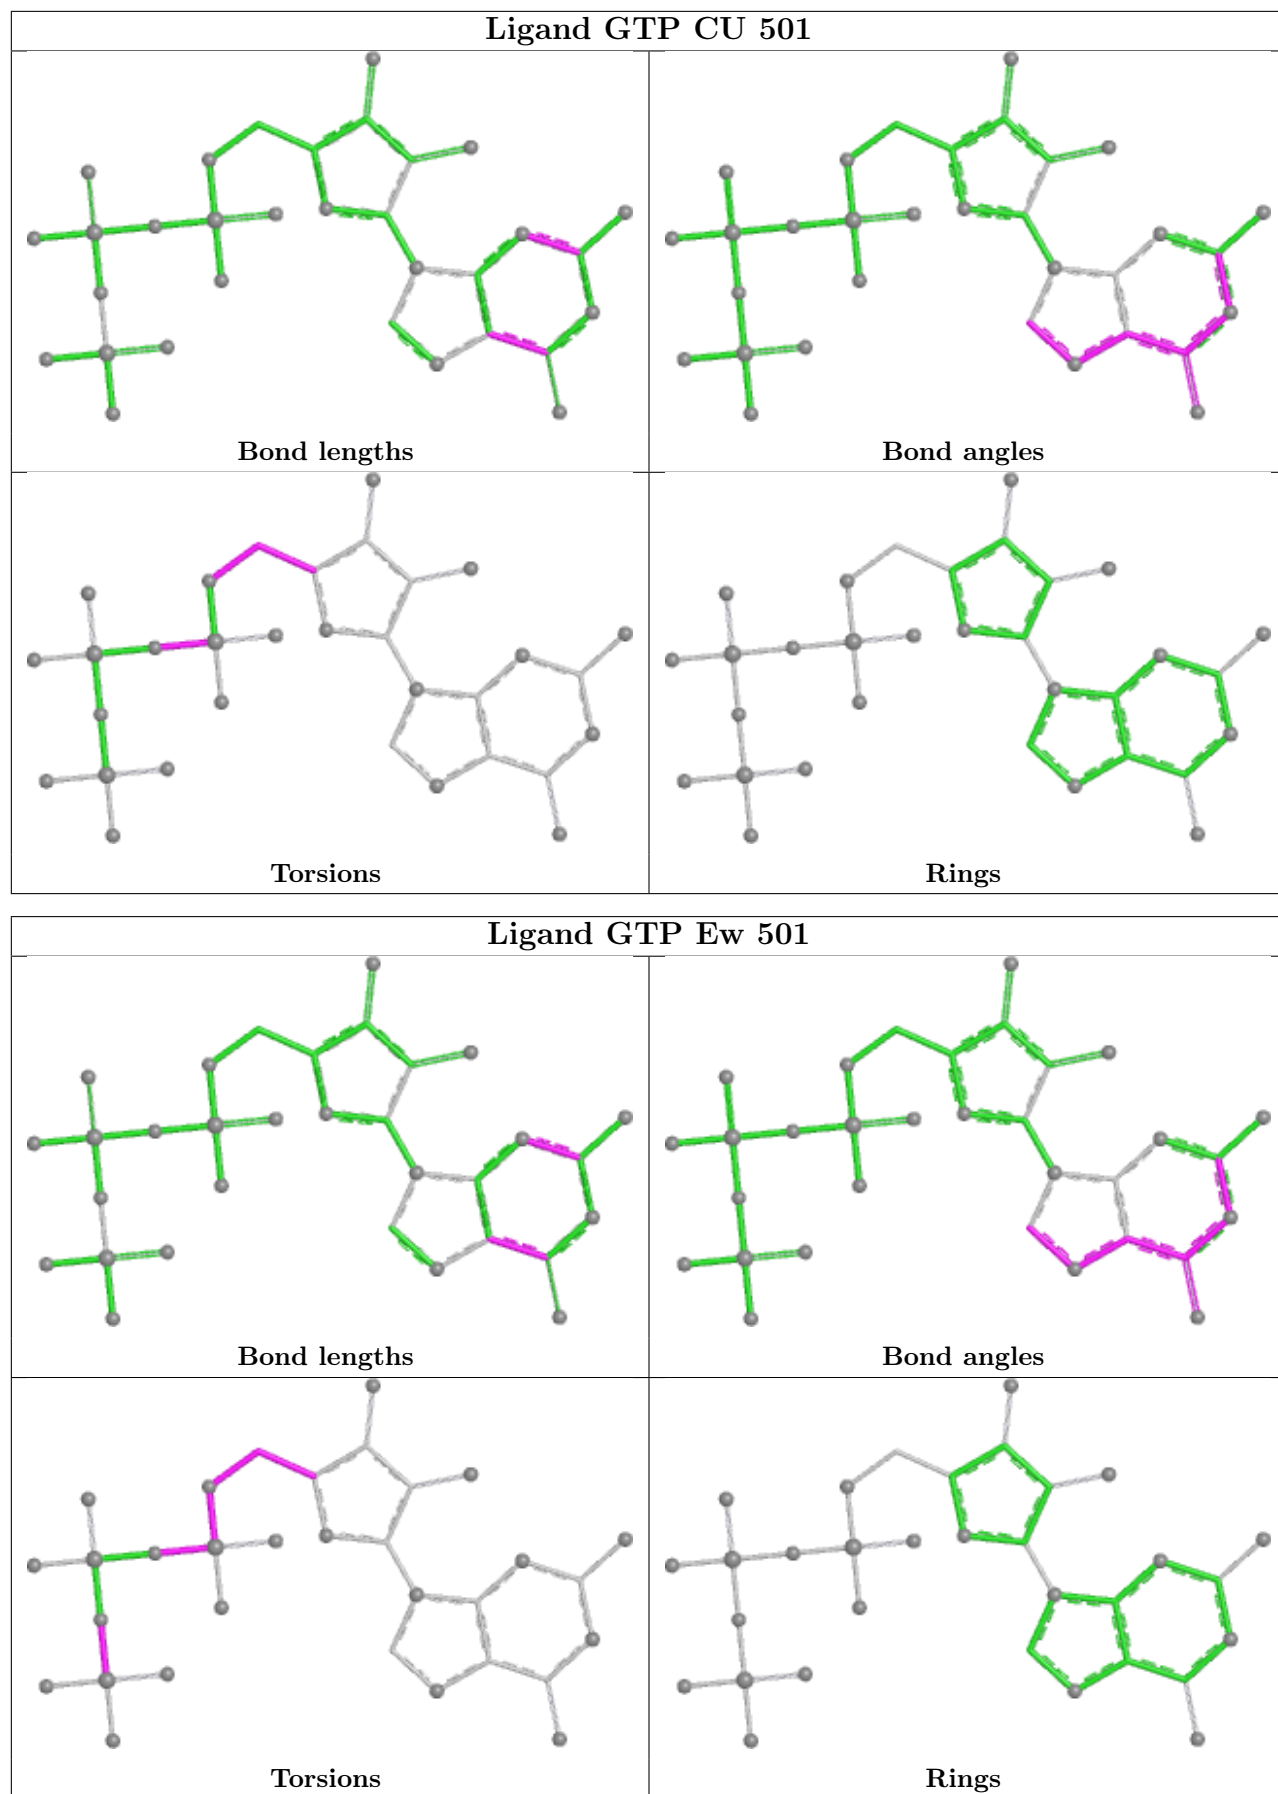 Ligand GTP CU 501
Bond lengths
Bond angles
Torsions
Rings
Ligand GTP Ew 501
Bond lengths
Bond angles
Torsions
Rings